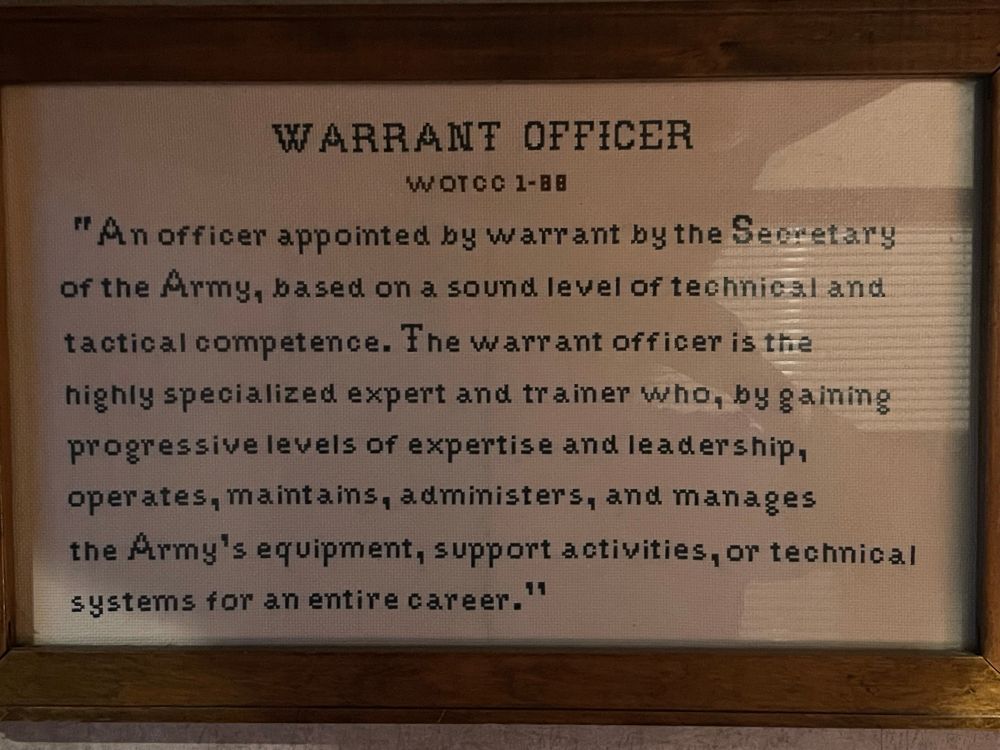 WARRANT OFFICER
WOTCC 1-88
"An officer appointed by warrant by the Secretary
of the Army, based on a sound level of technical and
tactical competence. The warrant officer is the
highly specialized expert and trainer who, by gaining
progressive levels of expertise and leadership,
operates, maintains, administers, and manages
the Army's equipment, support activities, or technical
systems for an entire career."